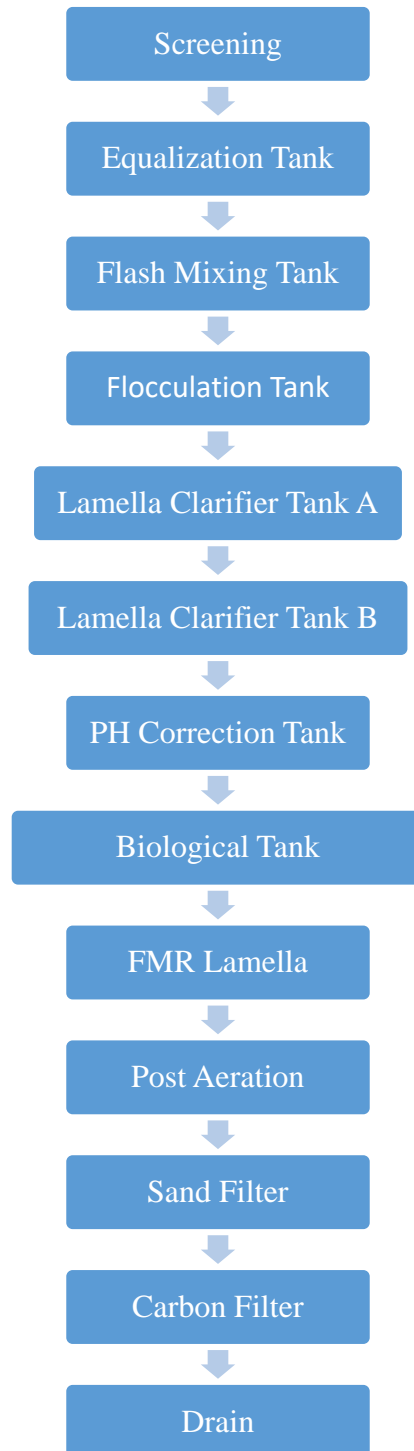 Screening
Equalization Tank
Flash Mixing Tank
Flocculation Tank
Lamella Clarifier Tank A
Lamella Clarifier Tank B
PH Correction Tank
Biological Tank
FMR Lamella
Post Aeration
Sand Filter
Carbon Filter
Drain